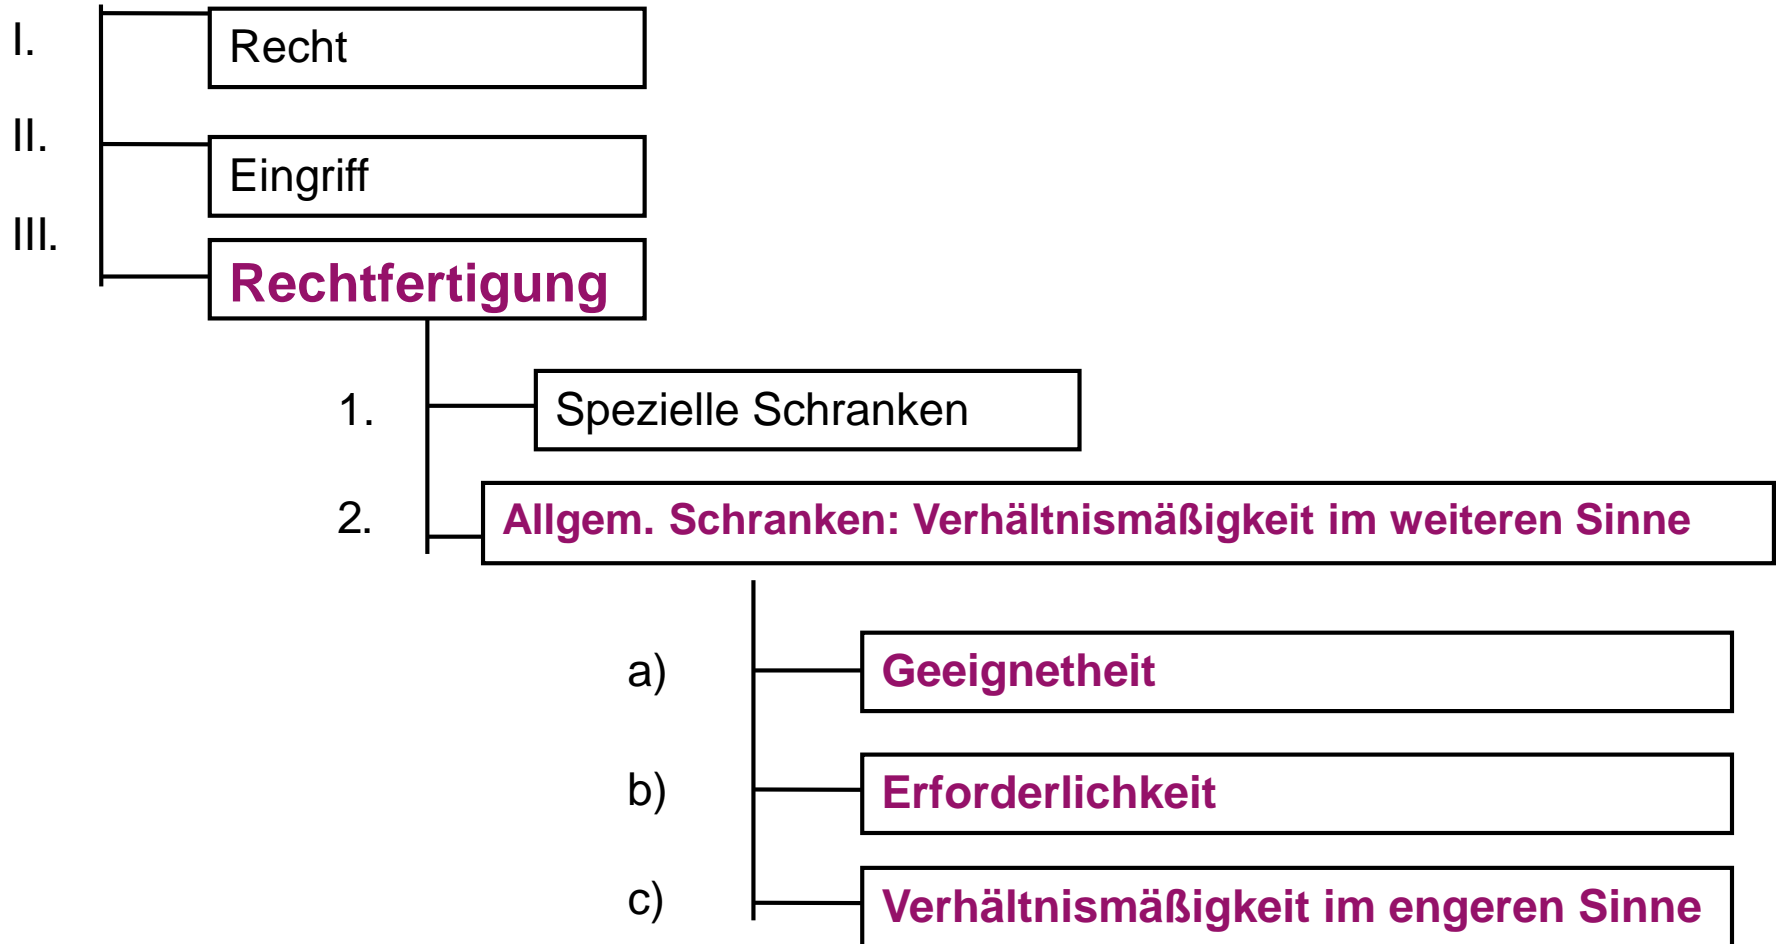 I. Recht
II. Eingriff
III. Rechtfertigung
1. Spezielle Schranken
2. Allgem. Schranken: Verhältnismäßigkeit im weiteren Sinne
a) Geeignetheit
b) Erforderlichkeit
c) Verhältnismäßigkeit im engeren Sinne